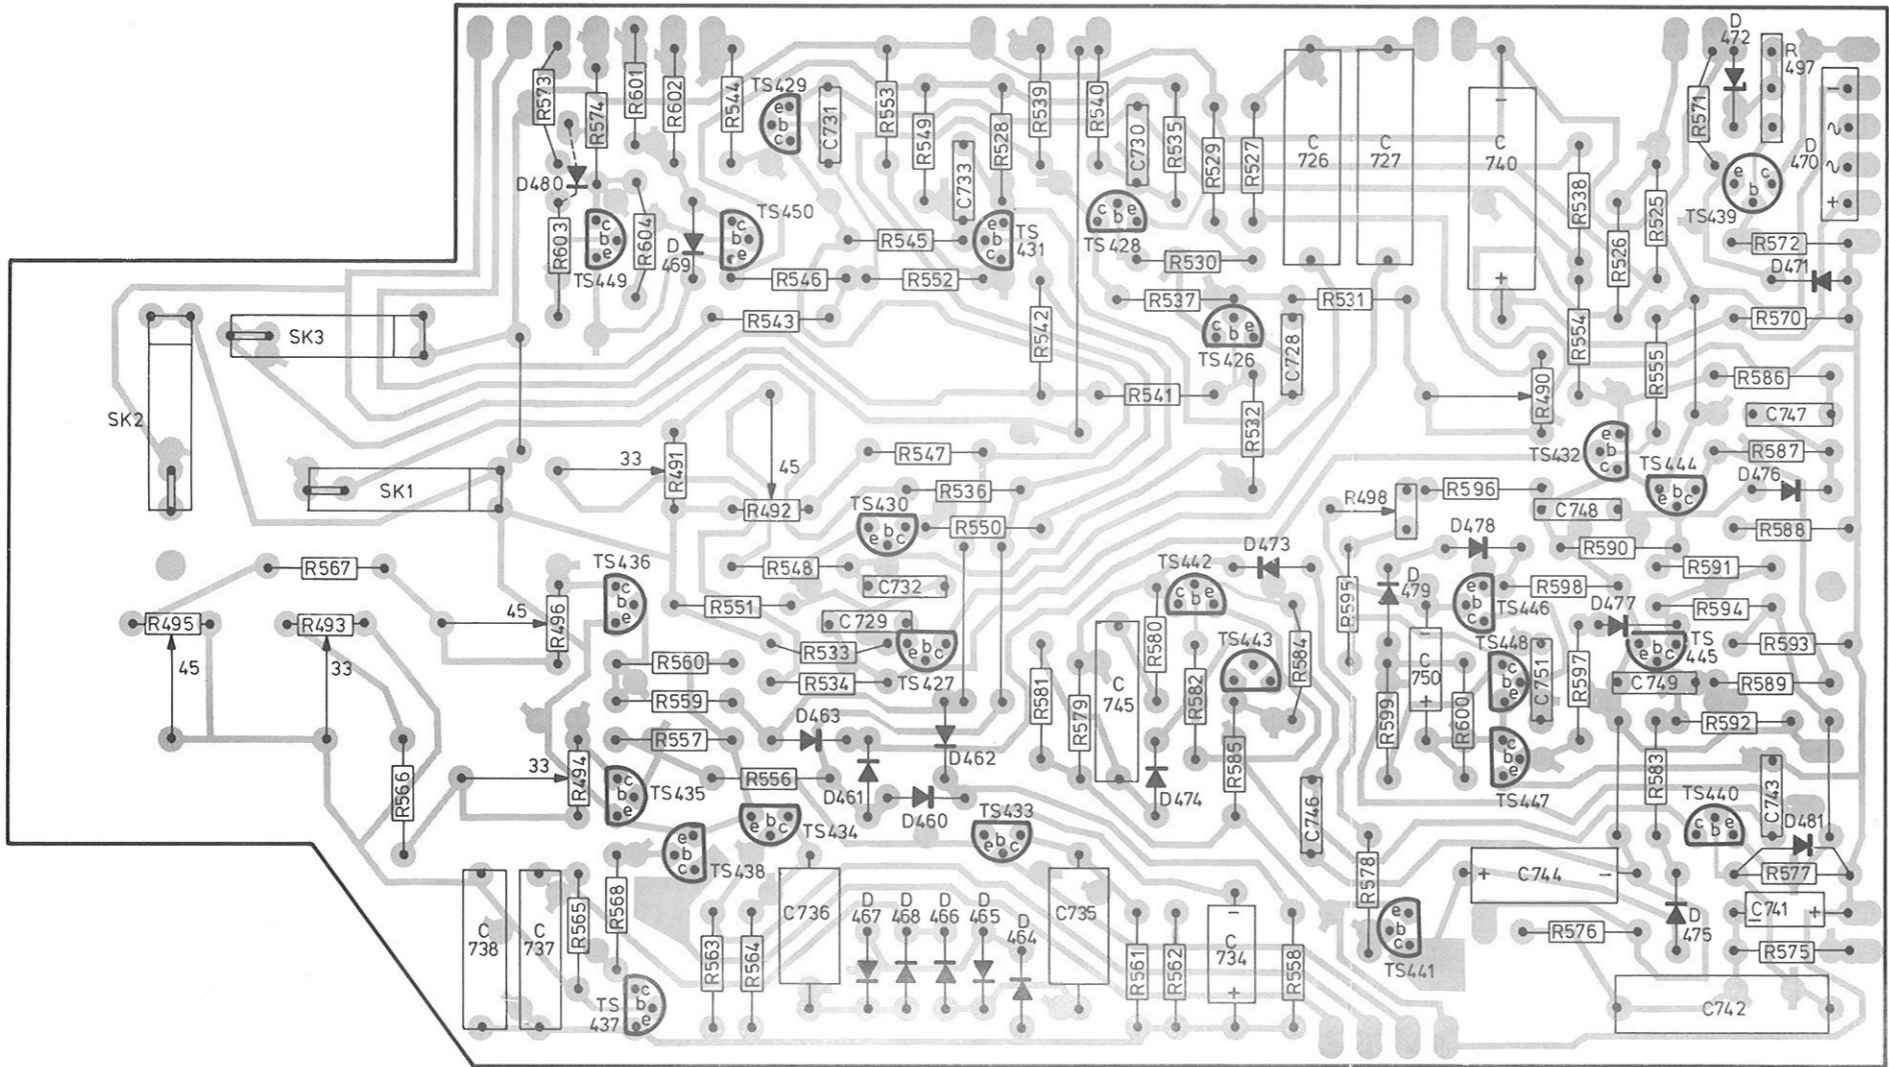 D
472
R
497
R573
R574
R601
R602
R544
TS429
e
b
c
C731
R553
R549
R528
R539
R540
C730
R535
R529
R527
C
726
C
727
-
C
740
+
R571
-
~
D
470
~
+
D480
C733
R538
R525
e c
b
TS439
R603
c
b
e
TS449
R604
D
469
c
b
e
TS450
R545
e
b
c
TS
431
c e
b
TS428
R526
R572
D471
R546
R552
R530
R554
R543
R542
R537
R531
c e
b
TS426
C728
R555
R570
SK3
SK2
R541
R532
R490
R586
C747
33
R491
45
R547
e
b
c
TS432
TS444
e b c
R587
D476
SK1
R492
R536
TS430
e c
b
R550
R498
R596
C748
R588
R567
TS436
c
b
e
R548
C732
TS442
c e
b
D473
D478
R590
R591
R495
45
R493
33
45
R496
R551
C729
R580
R595
D
479
e
b
c
TS446
R598
D477
R594
R533
e c
b
TS427
TS443
e c
b
R584
-
C
750
+
TS448
c
b
e
C751
R597
e b c
TS
445
R593
R560
R534
R581
R579
C
745
R582
C749
R589
R559
R599
R600
R592
R557
D463
D462
R585
c
b
e
TS447
R583
C743
R566
33
R494
c
b
e
TS435
R556
D461
D460
D474
C746
TS440
c e
b
D481
e
b
c
TS438
e b c
TS434
TS433
e c
b
R578
+ C744 -
R577
C
738
C
737
R565
R568
C736
D
467
D
468
D
466
D
465
D
464
C735
-
C
734
+
e
b
c
TS441
R576
D
475
- C741 +
R575
R563
R564
R561
R562
R558
c
b
e
TS
437
C742